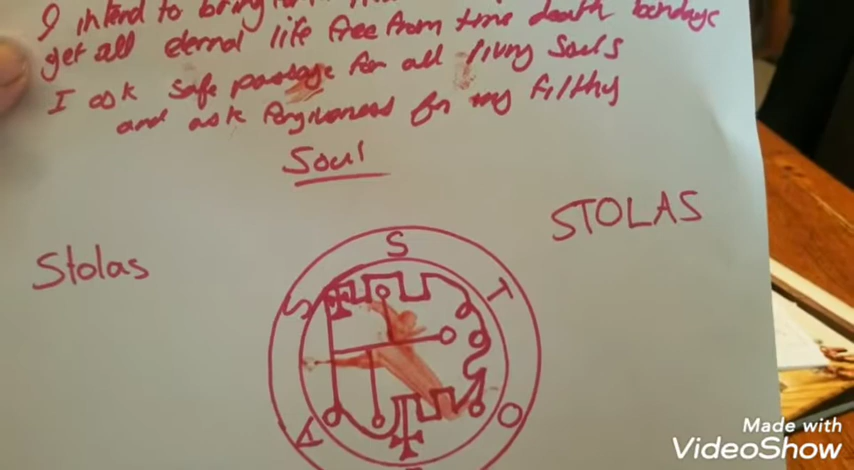 I intend to bring
get all eternal life free from time death bondage
I ask safe passage for all living souls
and ask forgiveness for my filthy
Soul
STOLAS
Stolas
S
T
O
A
S
Made with
VideoShow